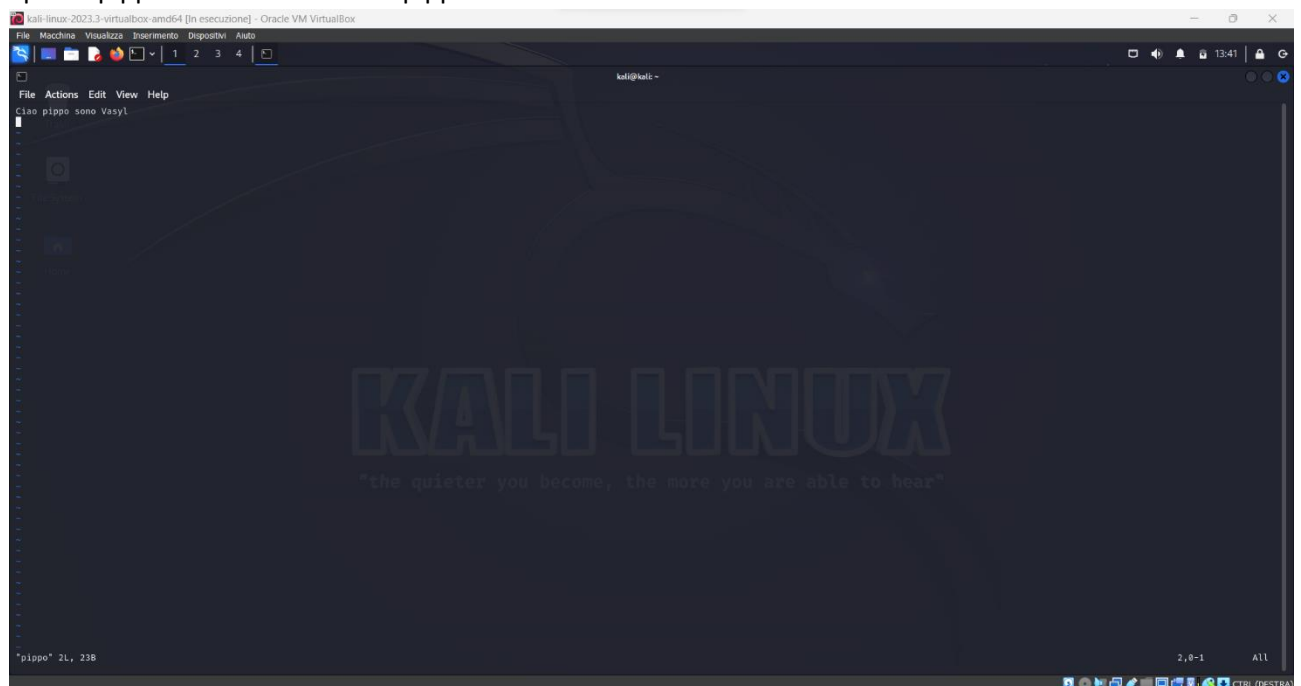 kali-linux-2023.3-virtualbox-amd64 [In esecuzione] - Oracle VM VirtualBox
File Macchina Visualizza Inserimento Dispositivi Aiuto
1 2 3 4 13:41
kali@kali: ~
File Actions Edit View Help
Ciao pippo sono Vasyl
KALI LINUX
"the quieter you become, the more you are able to hear"
"pippo" 2L, 23B 2,0-1 All
CTRL (DESTRA)